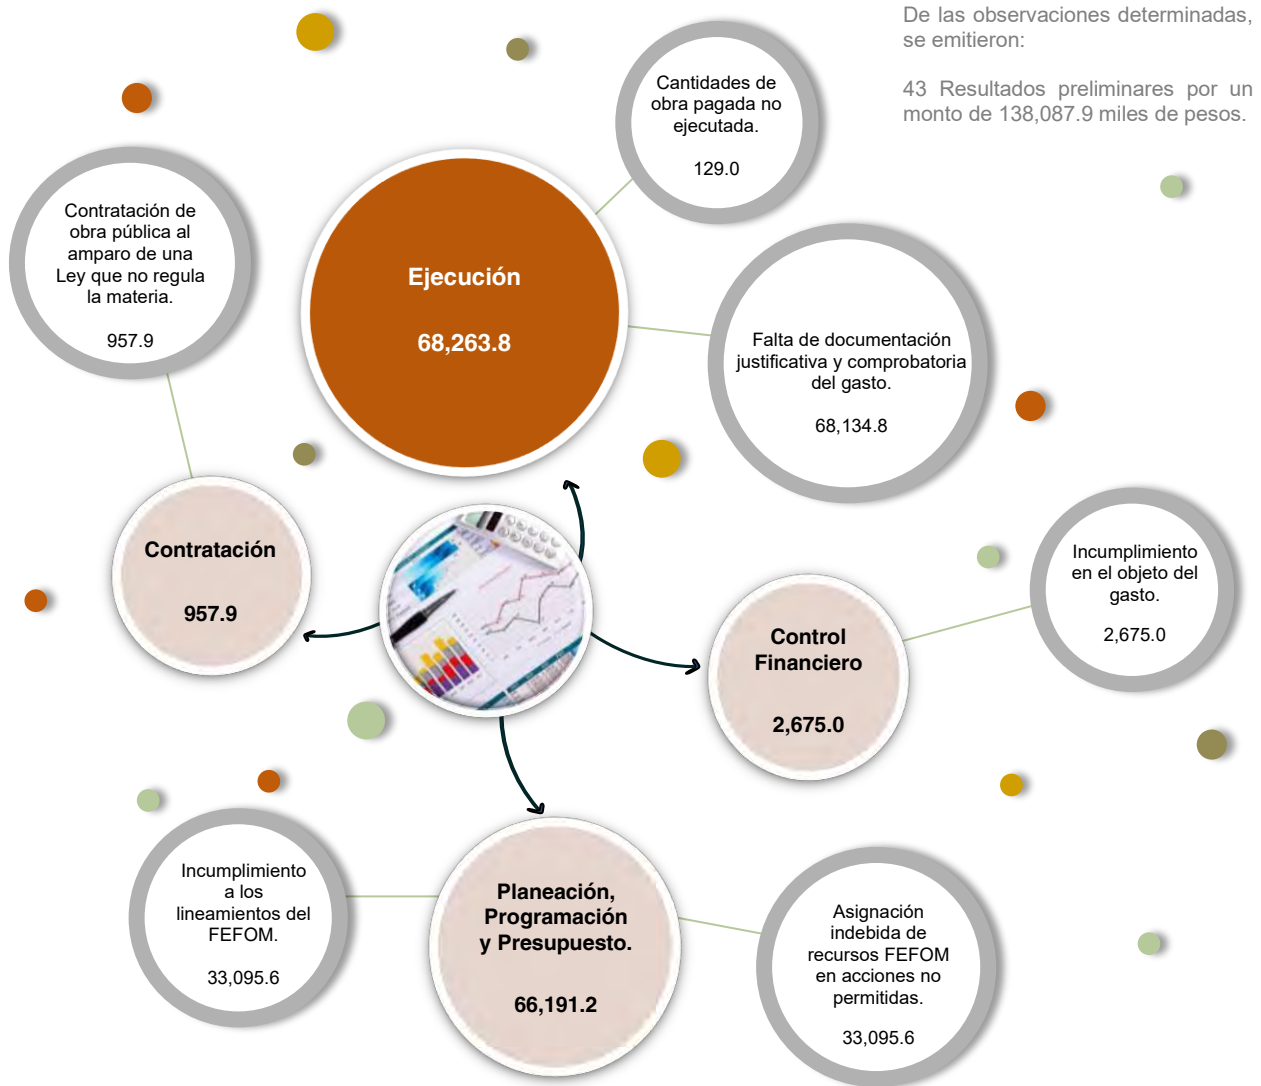 De las observaciones determinadas,
se emitieron:
43 Resultados preliminares por un
monto de 138,087.9 miles de pesos.
Cantidades de
obra pagada no
ejecutada.
129.0
Contratación de
obra pública al
amparo de una
Ley que no regula
la materia.
957.9
Ejecución
68,263.8
Falta de documentación
justificativa y comprobatoria
del gasto.
68,134.8
Contratación
957.9
Incumplimiento
en el objeto del
gasto.
2,675.0
Control
Financiero
2,675.0
Incumplimiento
a los
lineamientos del
FEFOM.
33,095.6
Planeación,
Programación
y Presupuesto.
66,191.2
Asignación
indebida de
recursos FEFOM
en acciones no
permitidas.
33,095.6